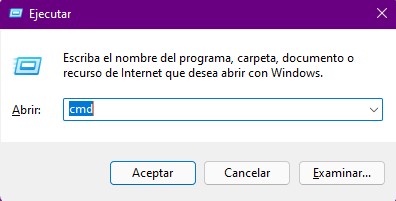 Ejecutar
Escriba el nombre del programa, carpeta, documento o
recurso de Internet que desea abrir con Windows.
Abrir: cmd
Aceptar Cancelar Examinar...